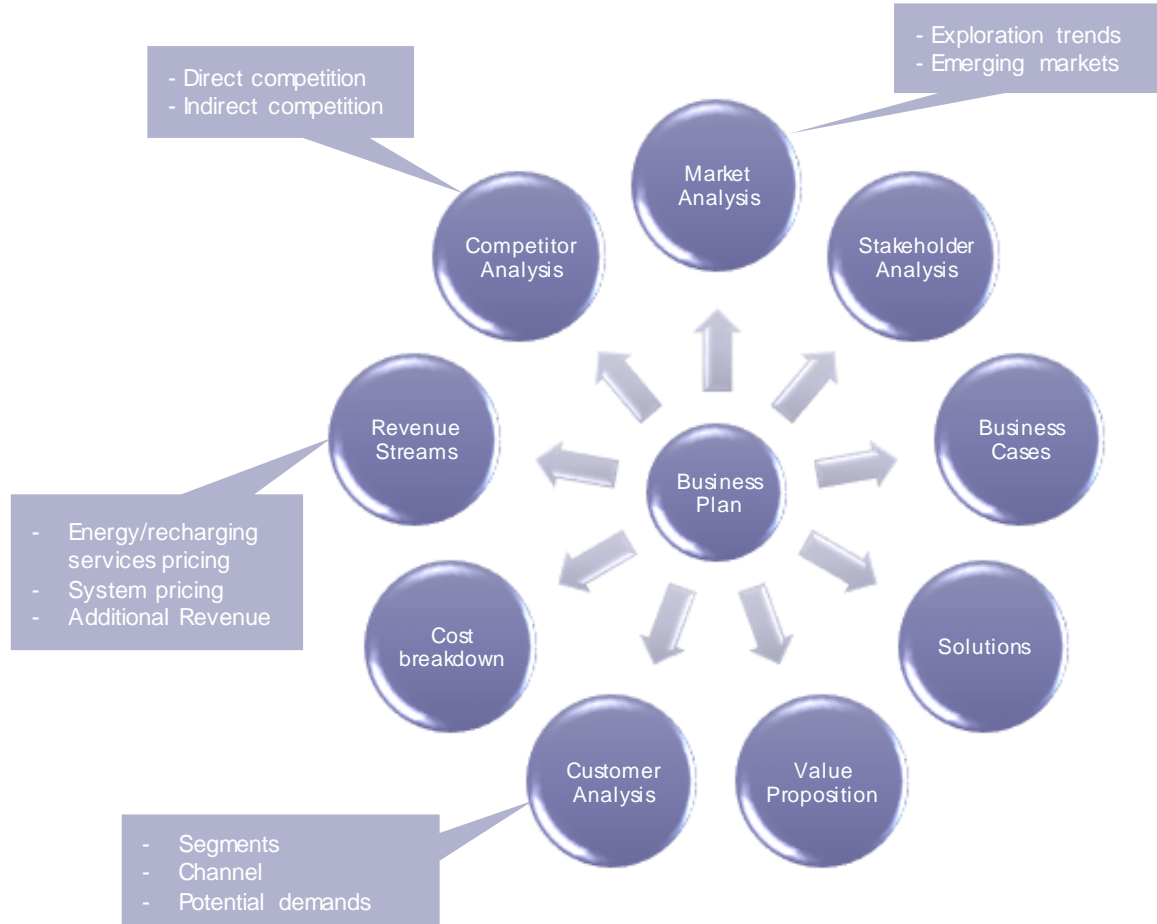 - Exploration trends
- Emerging markets
- Direct competition
- Indirect competition
Market
Analysis
Competitor
Analysis
Stakeholder
Analysis
Revenue
Streams
Business
Cases
Business
Plan
- Energy/recharging
services pricing
- System pricing
- Additional Revenue
Cost
breakdown
Solutions
Customer
Analysis
Value
Proposition
- Segments
- Channel
- Potential demands